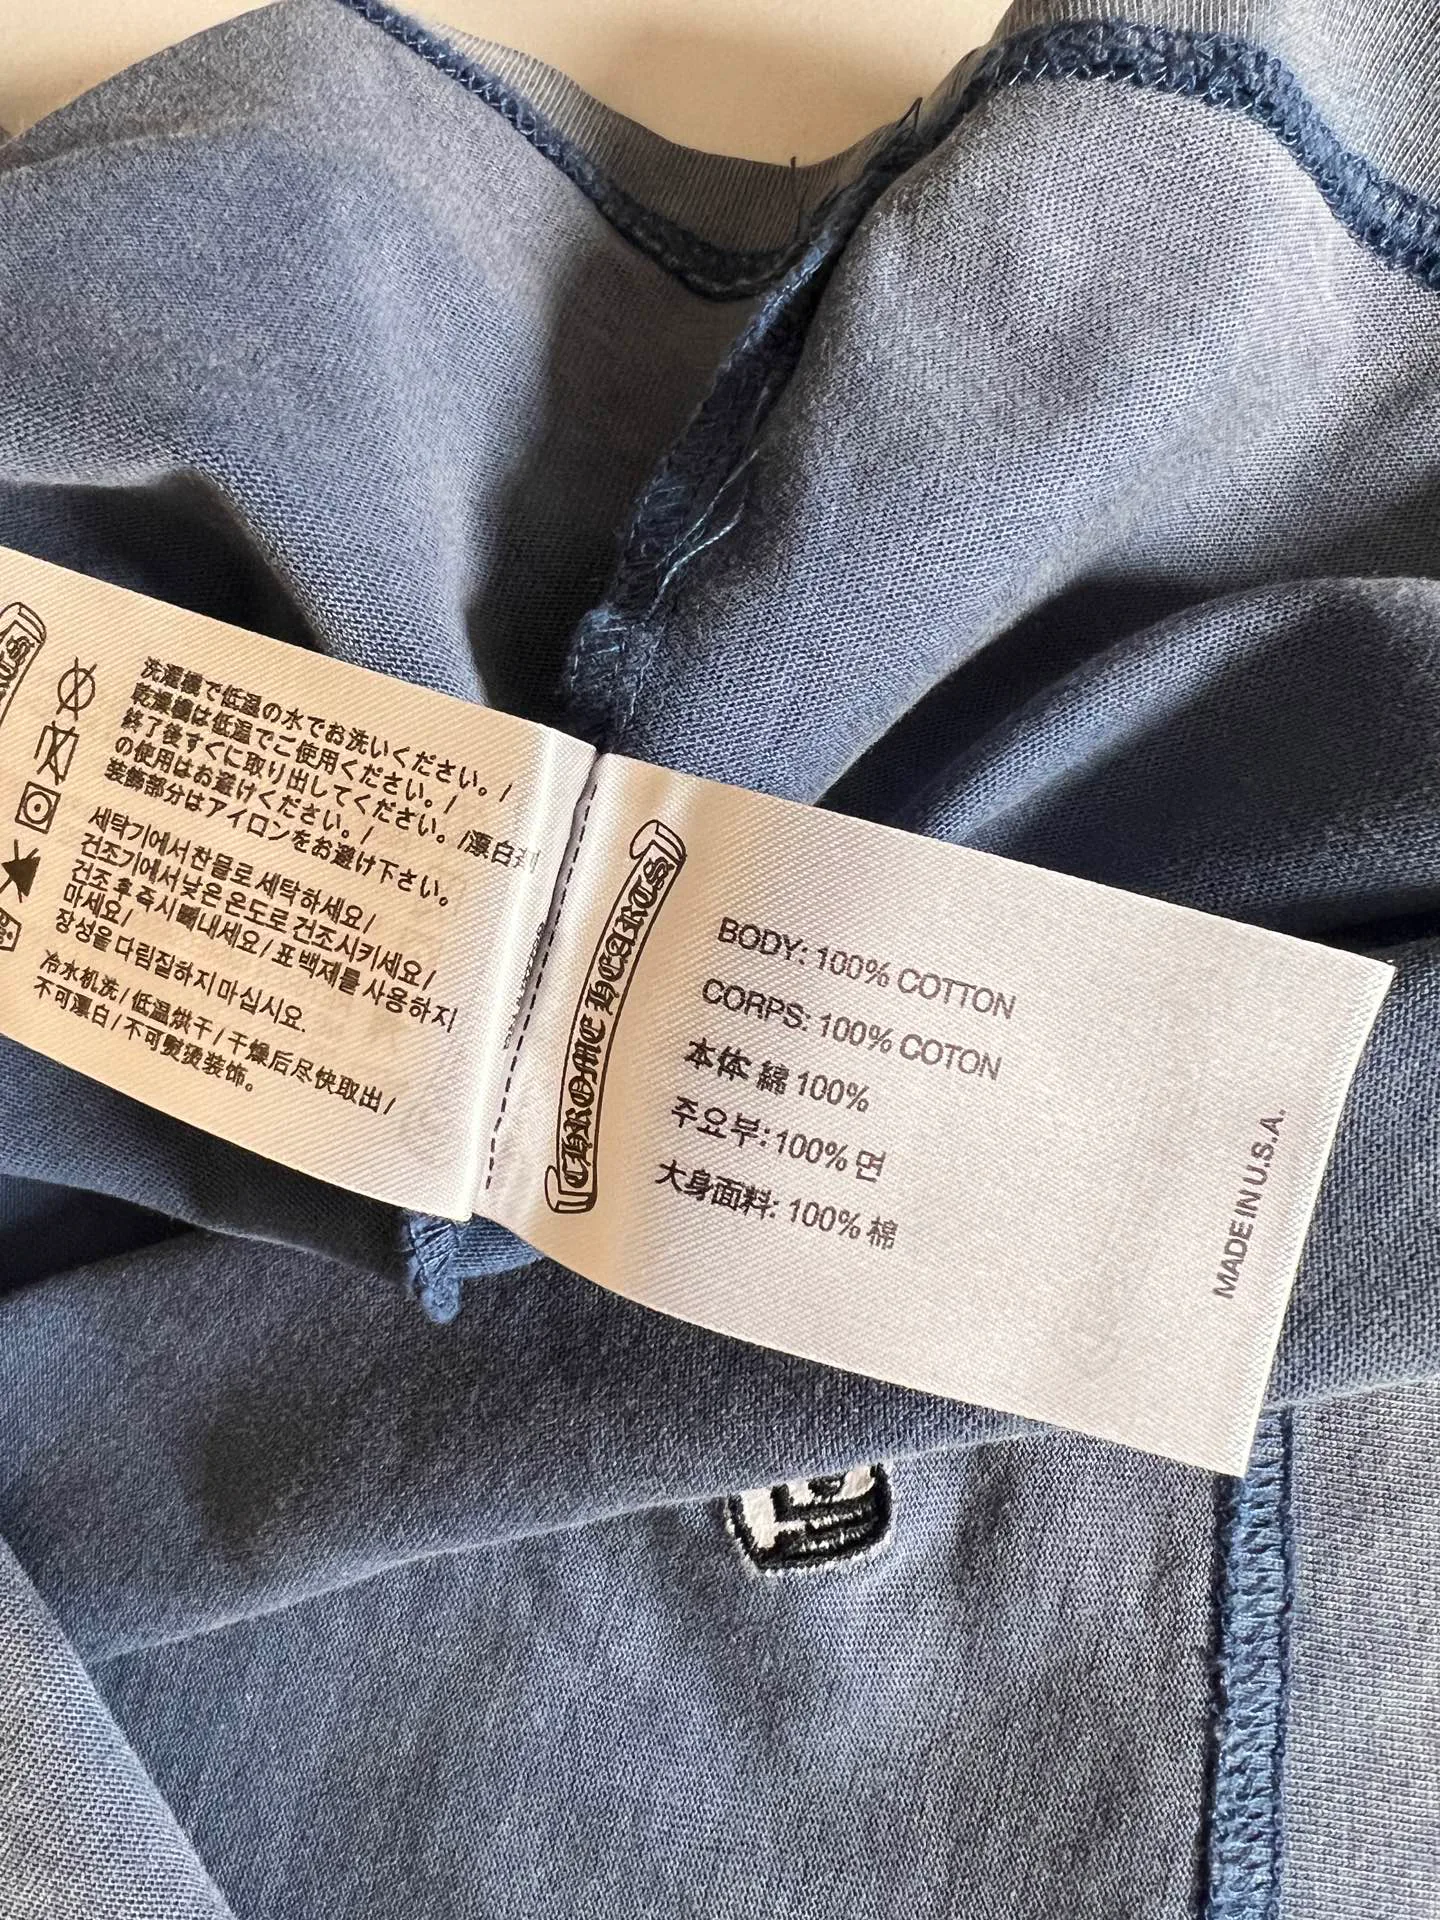 洗濯機で低温の水でお洗いください。/
乾燥機は低温でご使用ください。/
終了後すぐに取り出してください。/漂白剤
の使用はお避けください。/
装飾部分はアイロンをお避け下さい。
세탁기에서 찬물로 세탁하세요/
건조기에서 낮은 온도로 건조시키세요/
건조 후 즉시 빼내세요/ 표백제를 사용하지
마세요/
장성을 다림질하지 마십시요.
冷水机洗/低温烘干/干燥后尽快取出/
不可漂白/不可熨烫装饰。
CHROME HEARTS
BODY: 100% COTTON
CORPS: 100% COTON
本体 綿 100%
주요부: 100% 면
大身面料: 100% 棉
MADE IN U.S.A.